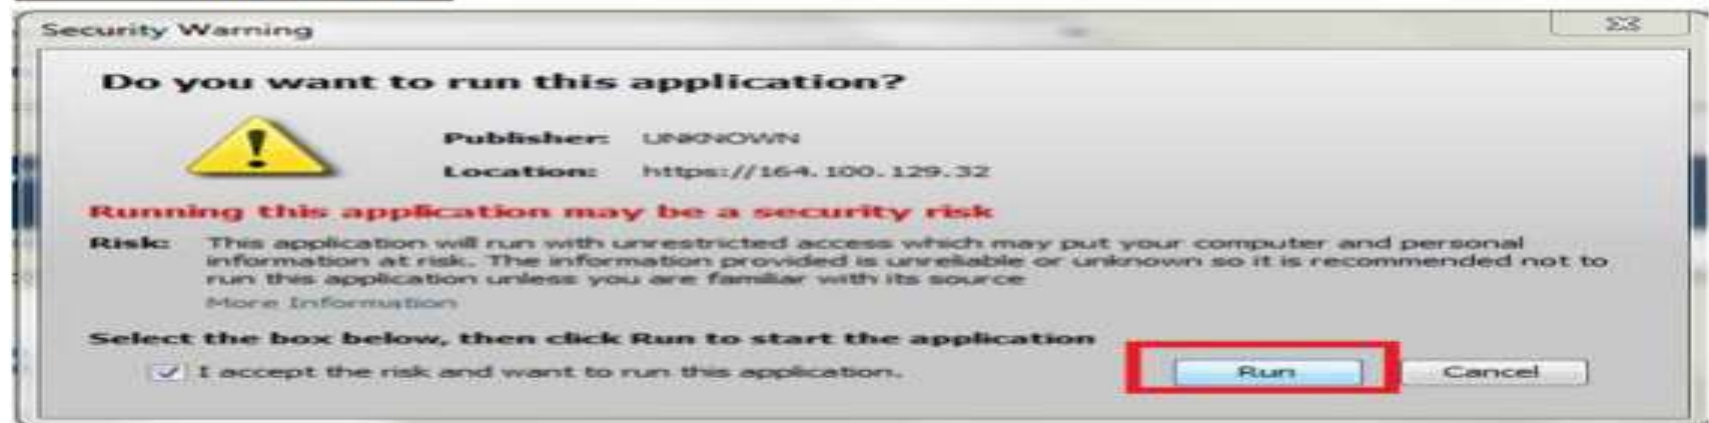 Security Warning
Do you want to run this application?
Publisher: UNKNOWN
Location: https://164.100.129.32
Running this application may be a security risk
Risk: This application will run with unrestricted access which may put your computer and personal
information at risk. The information provided is unreliable or unknown so it is recommended not to
run this application unless you are familiar with its source
More Information
Select the box below, then click Run to start the application
I accept the risk and want to run this application.
Run Cancel